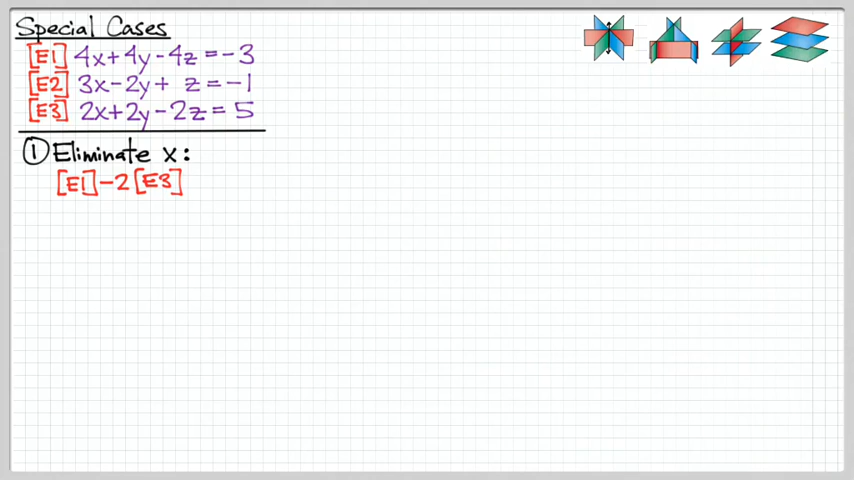 Special Cases
[E1] 4x+4y-4z=-3
[E2] 3x-2y+ z=-1
[E3] 2x+2y-2z=5
① Eliminate x:
[E1]-2[E3]